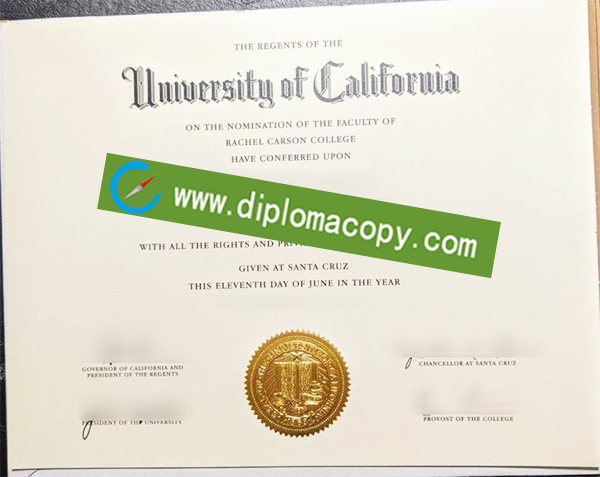 THE REGENTS OF THE
University of California
ON THE NOMINATION OF THE FACULTY OF
RACHEL CARSON COLLEGE
HAVE CONFERRED UPON
www.diplomacopy.com
WITH ALL THE RIGHTS AND
GIVEN AT SANTA CRUZ
THIS ELEVENTH DAY OF JUNE IN THE YEAR
GOVERNOR OF CALIFORNIA AND
PRESIDENT OF THE REGENTS
CHANCELLOR AT SANTA CRUZ
PRESIDENT OF THE UNIVERSITY
PROVOST OF THE COLLEGE